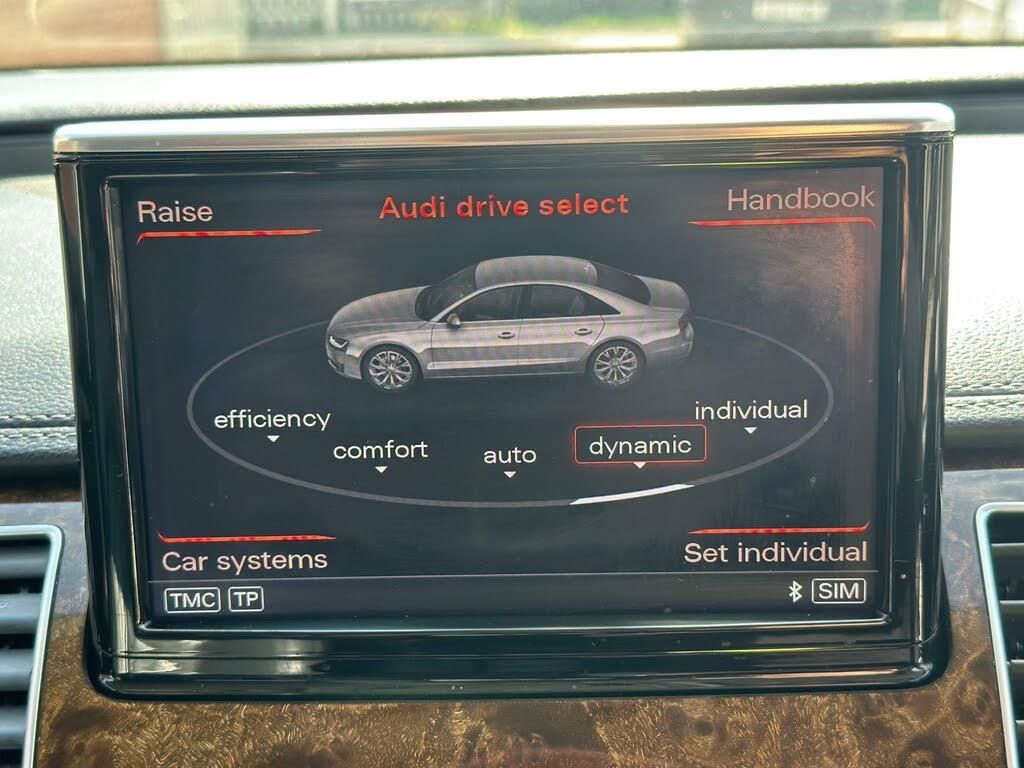 Raise
Audi drive select
Handbook
efficiency
comfort
auto
dynamic
individual
Car systems
Set individual
TMC TP
SIM